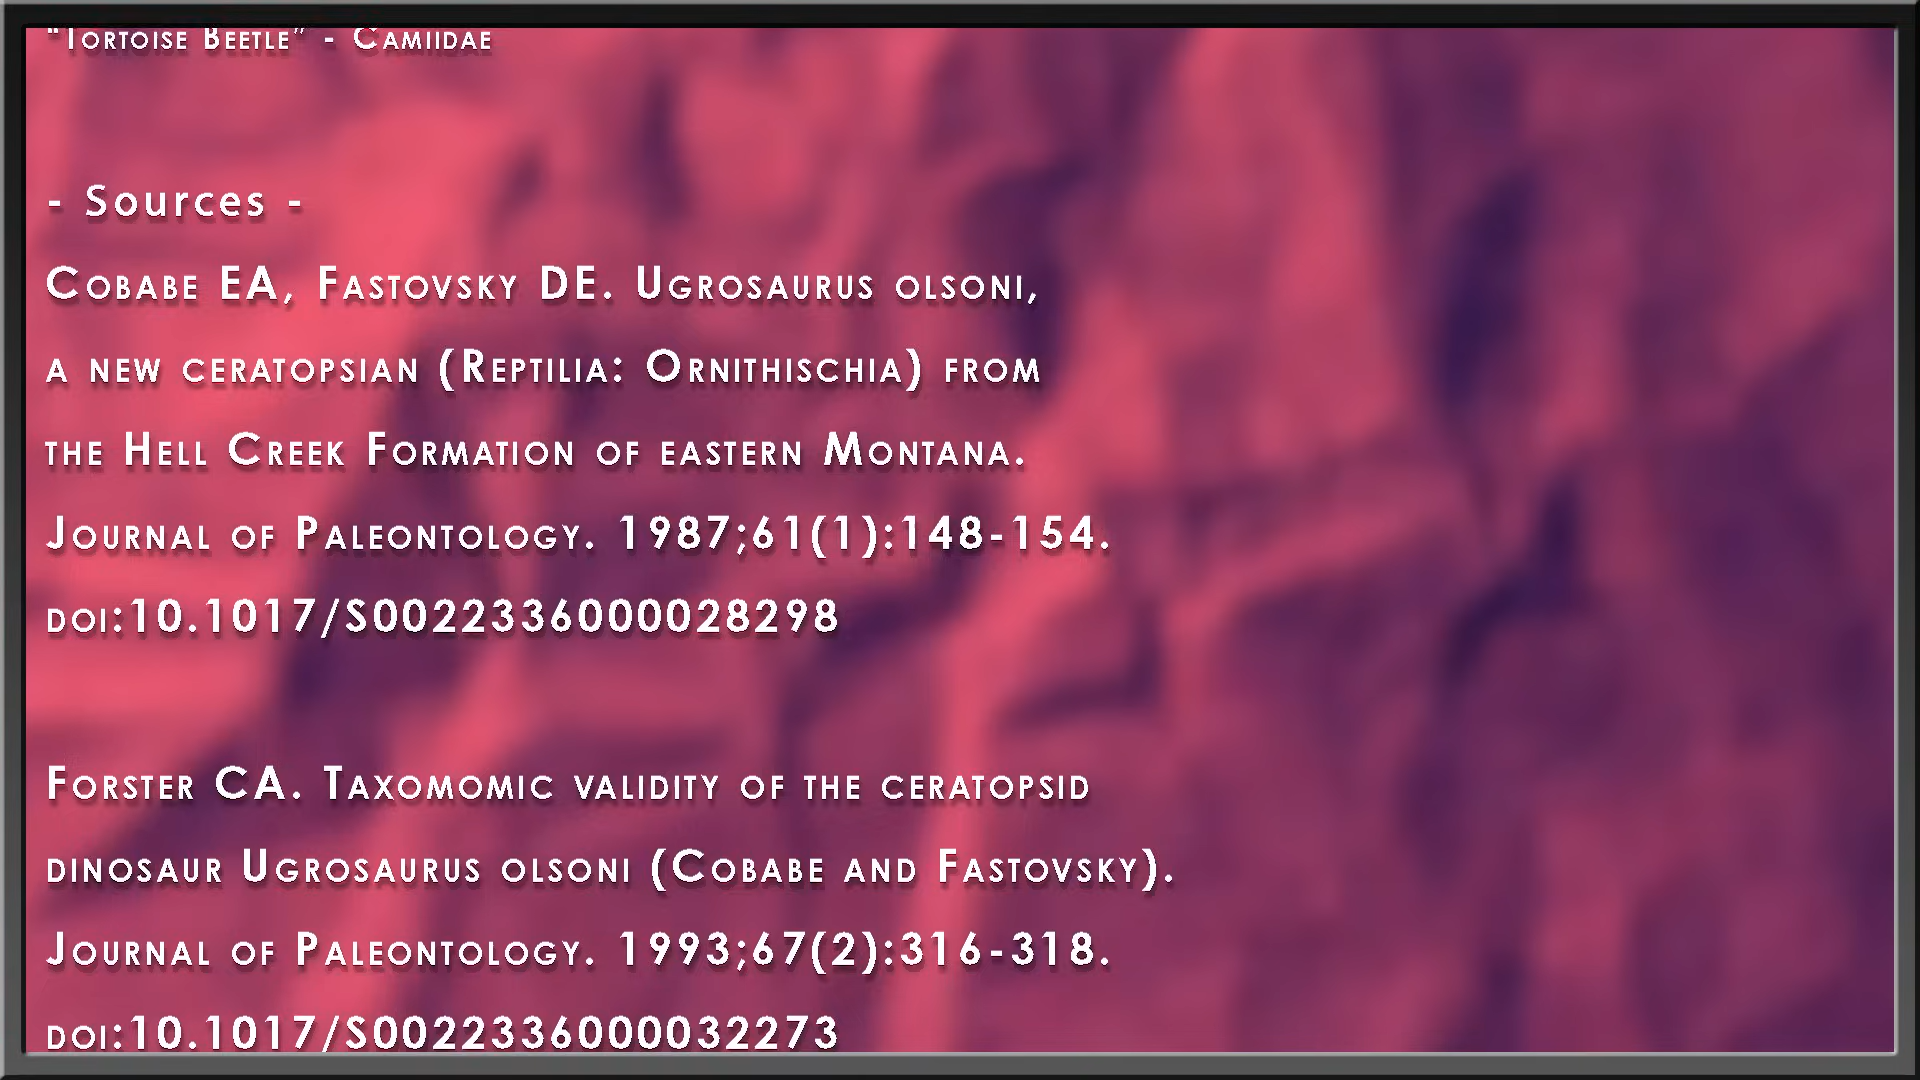 "Tortoise Beetle" - Camiidae
- Sources -
Cobabe EA, Fastovsky DE. Ugrosaurus olsoni,
a new ceratopsian (Reptilia: Ornithischia) from
the Hell Creek Formation of eastern Montana.
Journal of Paleontology. 1987;61(1):148-154.
doi:10.1017/S0022336000028298
Forster CA. Taxomomic validity of the ceratopsid
dinosaur Ugrosaurus olsoni (Cobabe and Fastovsky).
Journal of Paleontology. 1993;67(2):316-318.
doi:10.1017/S0022336000032273